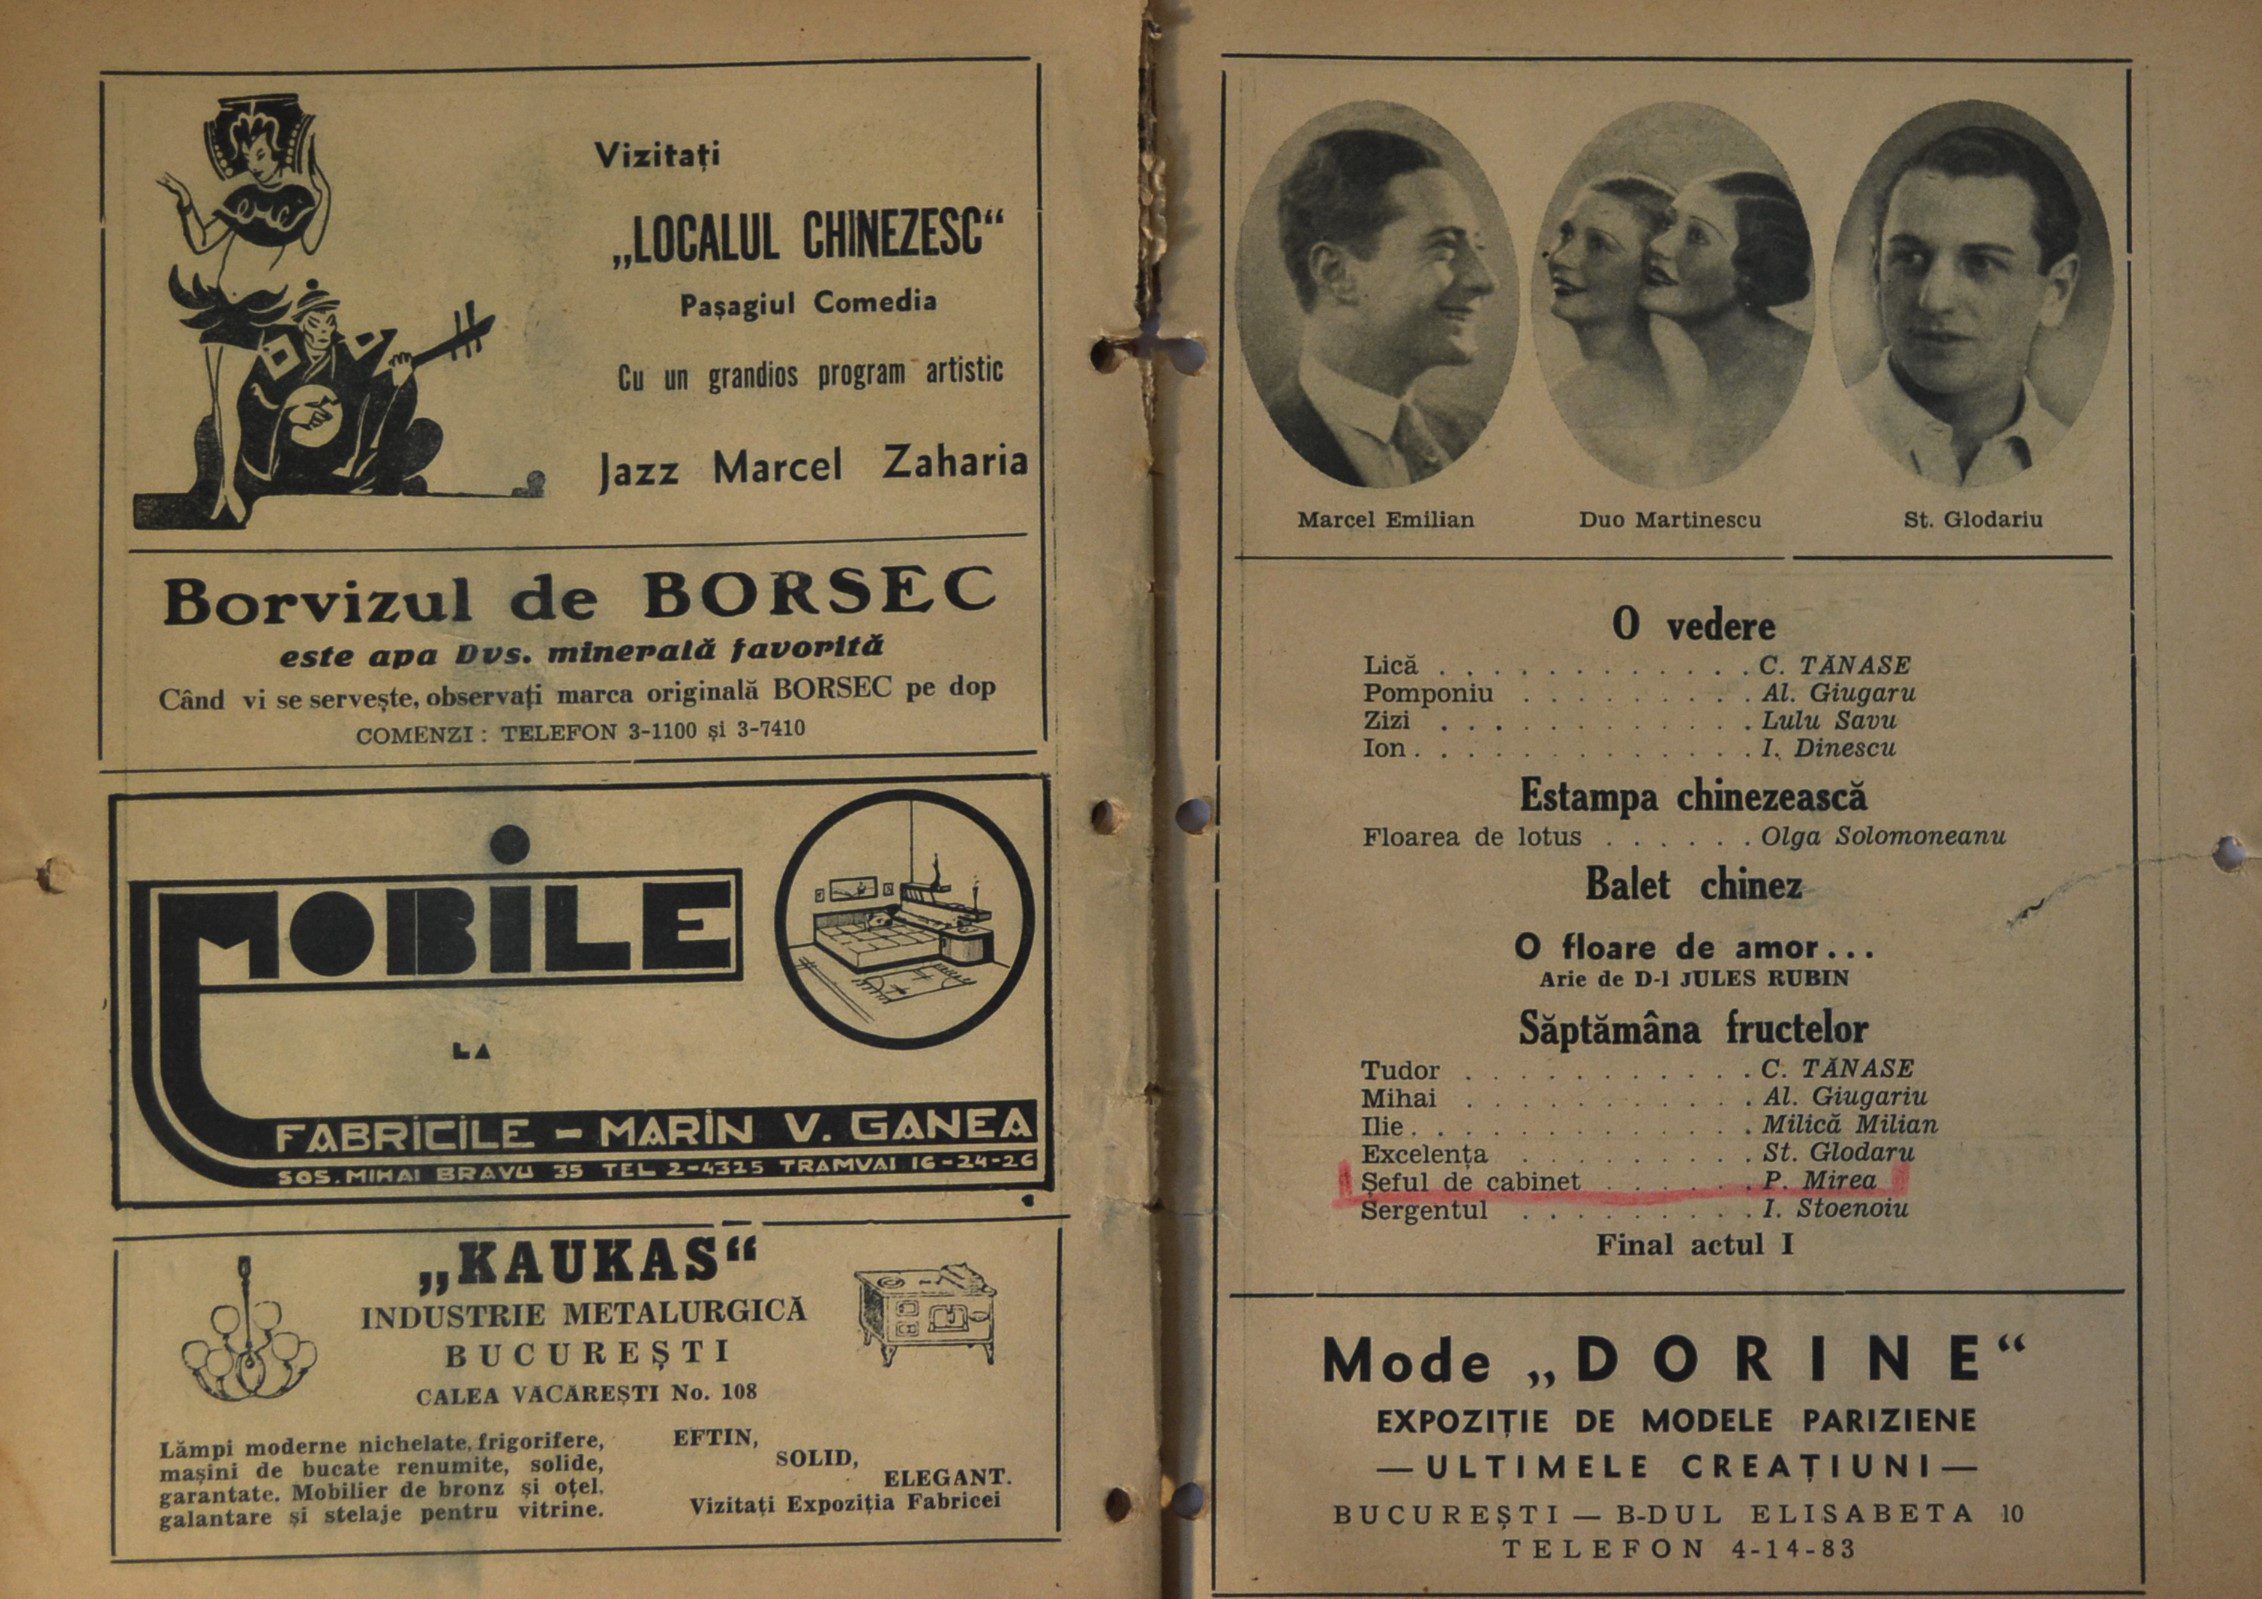 Vizitați
„LOCALUL CHINEZESC“
Pașagiul Comedia
Cu un grandios program artistic
Jazz Marcel Zaharia
Borvizul de BORSEC
este apa Dvs. minerală favorită
Când vi se servește, observați marca originală BORSEC pe dop
COMENZI : TELEFON 3-1100 și 3-7410
MOBILE
LA
FABRICILE – MARIN V. GANEA
SOS. MIHAI BRAVU 35 TEL 2-4325 TRAMVAI 16-24-26
„KAUKAS“
INDUSTRIE METALURGICĂ
BUCUREȘTI
CALEA VACAREȘTI No. 108
Lămpi moderne nichelate, frigorifere,
mașini de bucate renumite, solide,
garantate. Mobilier de bronz și oțel,
galantare și stelaje pentru vitrine.
EFTIN,
SOLID,
ELEGANT.
Vizitați Expoziția Fabricei
Marcel Emilian
Duo Martinescu
St. Glodariu
O vedere
Lică . . . . . . . . . . . . C. TĂNASE
Pomponiu . . . . . . . . . Al. Giugaru
Zizi . . . . . . . . . . . . Lulu Savu
Ion . . . . . . . . . . . . . I. Dinescu
Estampa chinezească
Floarea de lotus . . . . . . Olga Solomoneanu
Balet chinez
O floare de amor...
Arie de D-l JULES RUBIN
Săptămâna fructelor
Tudor . . . . . . . . . . . C. TĂNASE
Mihai . . . . . . . . . . . Al. Giugariu
Ilie . . . . . . . . . . . . . Milică Milian
Excelența . . . . . . . . . St. Glodaru
Șeful de cabinet . . . . . . P. Mirea
Sergentul . . . . . . . . . I. Stoenoiu
Final actul I
Mode „DORINE“
EXPOZIȚIE DE MODELE PARIZIENE
—ULTIMELE CREAȚIUNI—
BUCUREȘTI — B-DUL ELISABETA 10
TELEFON 4-14-83